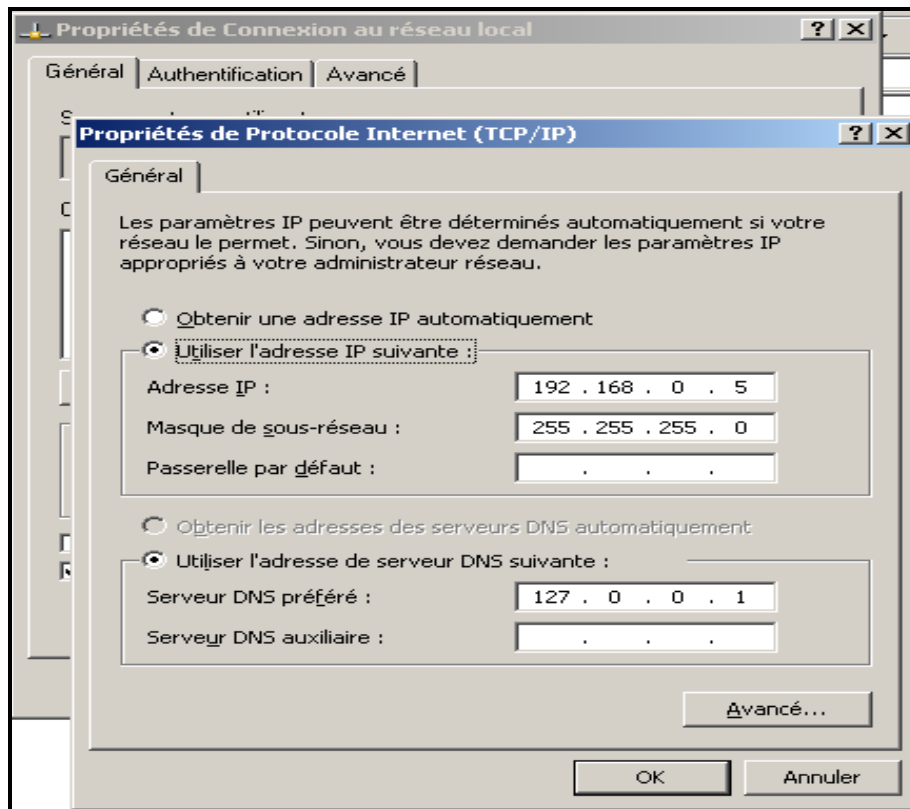 Propriétés de Connexion au réseau local
Général Authentification Avancé
Propriétés de Protocole Internet (TCP/IP)
Général
Les paramètres IP peuvent être déterminés automatiquement si votre
réseau le permet. Sinon, vous devez demander les paramètres IP
appropriés à votre administrateur réseau.
Obtenir une adresse IP automatiquement
Utiliser l'adresse IP suivante :
Adresse IP : 192 . 168 . 0 . 5
Masque de sous-réseau : 255 . 255 . 255 . 0
Passerelle par défaut : . . .
Obtenir les adresses des serveurs DNS automatiquement
Utiliser l'adresse de serveur DNS suivante :
Serveur DNS préféré : 127 . 0 . 0 . 1
Serveur DNS auxiliaire : . . .
Avancé...
OK Annuler